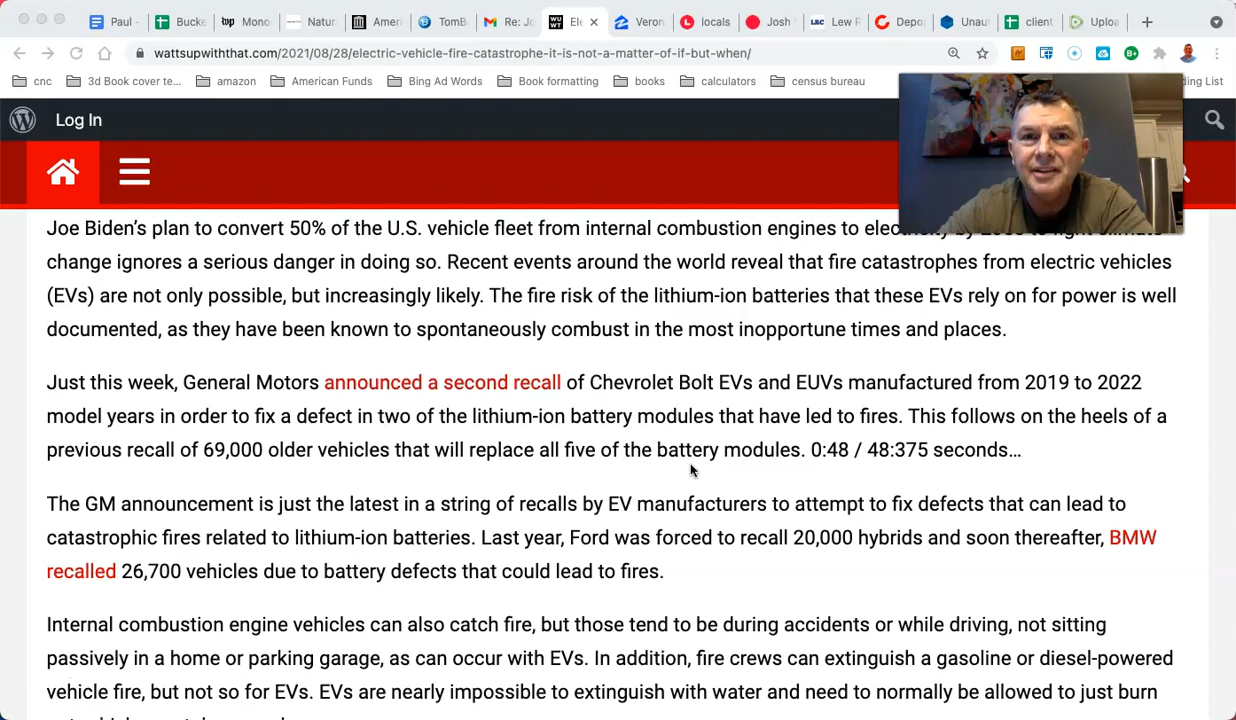 Paul -
Bucke
Mono
Natur
Ameri
TomB
Re: Jo
Ele
Veron
locals
Josh
Lew R
Depo
Unaut
client
Uploa
wattsupwiththat.com/2021/08/28/electric-vehicle-fire-catastrophe-it-is-not-a-matter-of-if-but-when/
cnc
3d Book cover te...
amazon
American Funds
Bing Ad Words
Book formatting
books
calculators
census bureau
ding List
Log In
Joe Biden’s plan to convert 50% of the U.S. vehicle fleet from internal combustion engines to
change ignores a serious danger in doing so. Recent events around the world reveal that fire catastrophes from electric vehicles
(EVs) are not only possible, but increasingly likely. The fire risk of the lithium-ion batteries that these EVs rely on for power is well
documented, as they have been known to spontaneously combust in the most inopportune times and places.
Just this week, General Motors announced a second recall of Chevrolet Bolt EVs and EUVs manufactured from 2019 to 2022
model years in order to fix a defect in two of the lithium-ion battery modules that have led to fires. This follows on the heels of a
previous recall of 69,000 older vehicles that will replace all five of the battery modules. 0:48 / 48:375 seconds…
The GM announcement is just the latest in a string of recalls by EV manufacturers to attempt to fix defects that can lead to
catastrophic fires related to lithium-ion batteries. Last year, Ford was forced to recall 20,000 hybrids and soon thereafter, BMW
recalled 26,700 vehicles due to battery defects that could lead to fires.
Internal combustion engine vehicles can also catch fire, but those tend to be during accidents or while driving, not sitting
passively in a home or parking garage, as can occur with EVs. In addition, fire crews can extinguish a gasoline or diesel-powered
vehicle fire, but not so for EVs. EVs are nearly impossible to extinguish with water and need to normally be allowed to just burn